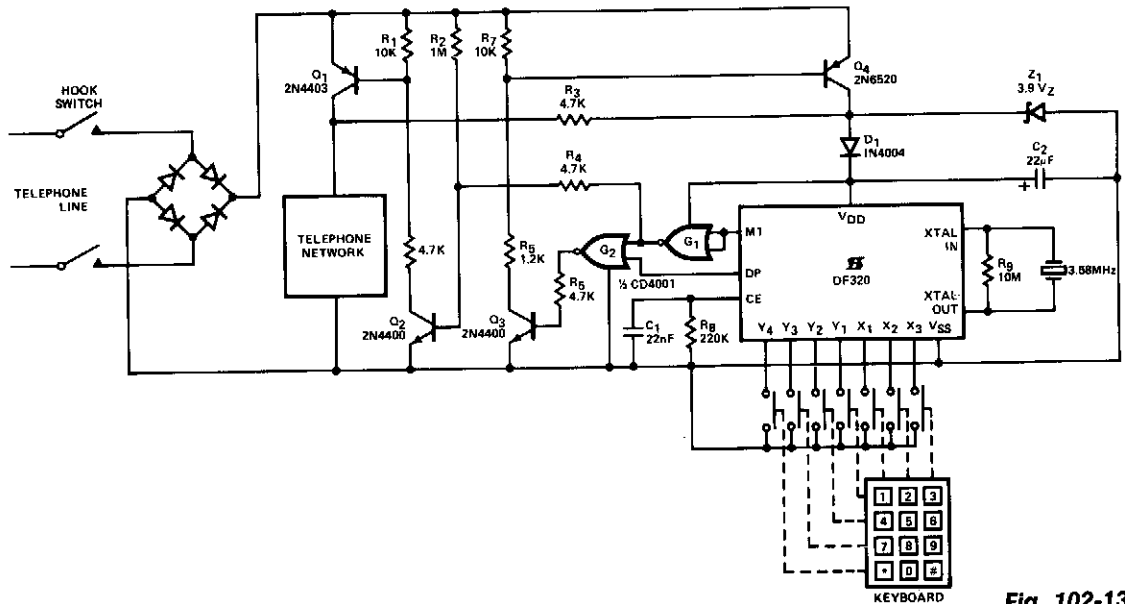 HOOK
SWITCH
TELEPHONE
LINE
Q1
2N4403
R1
10K
R2
1M
R7
10K
Q4
2N6520
Z1
3.9 VZ
R3
4.7K
D1
IN4004
C2
22µF
+
R4
4.7K
TELEPHONE
NETWORK
4.7K
R5
1.2K
G2
G1
R5
4.7K
½ CD4001
Q2
2N4400
Q3
2N4400
C1
22nF
R8
220K
VDD
M1
DP
CE
DF320
XTAL
IN
XTAL
OUT
R9
10M
3.58MHz
Y4 Y3 Y2 Y1 X1 X2 X3 VSS
1 2 3
4 5 6
7 8 9
* 0 #
KEYBOARD
Fig. 102-13